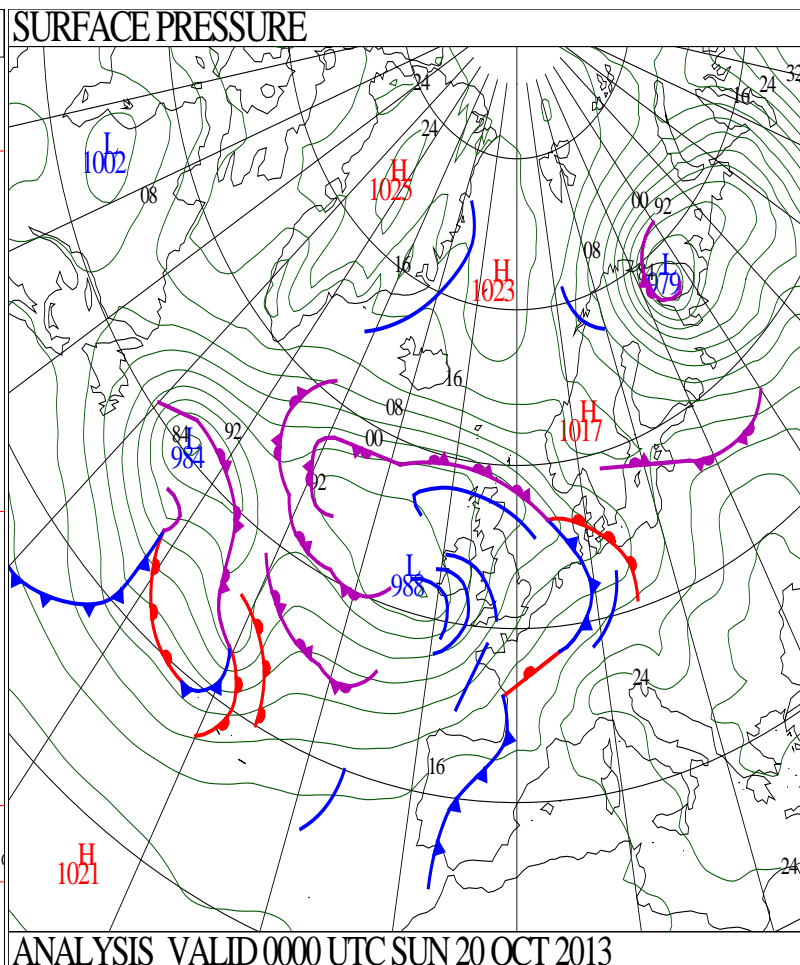 SURFACE PRESSURE
32
24
24
16
L
1002
24
H
1025
08
00 92
16
H
1023
08
L
979
16
08
H
1017
84
L
984
92
00
92
L
988
24
16
H
1021
24
ANALYSIS VALID 0000 UTC SUN 20 OCT 2013